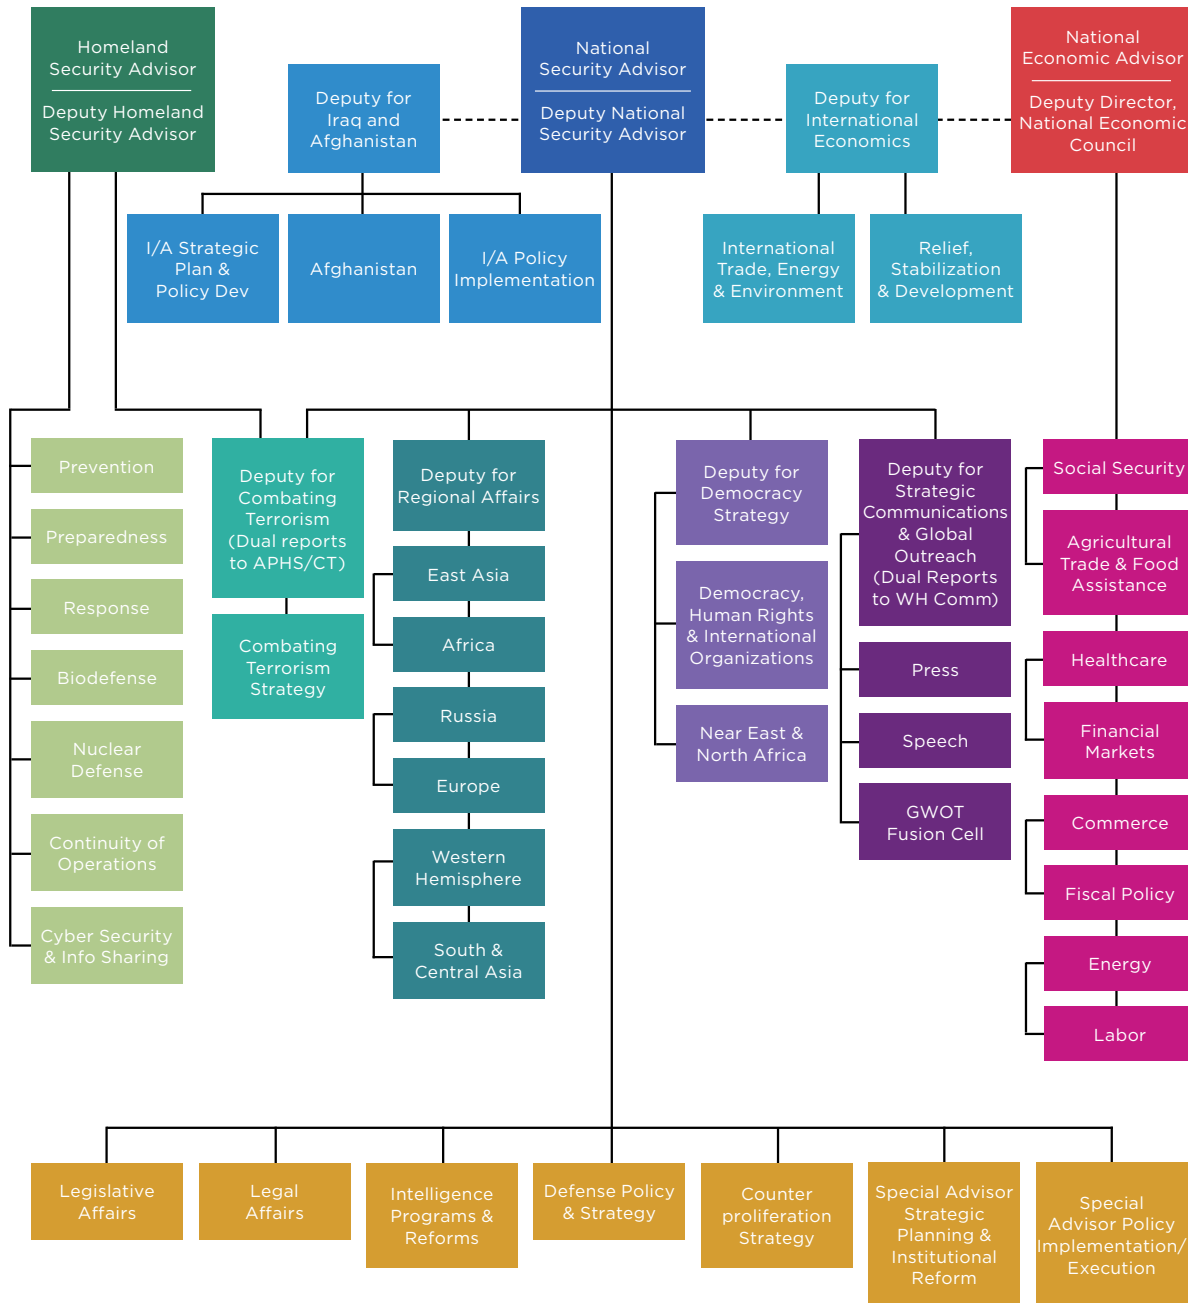 Homeland
Security Advisor
Deputy Homeland
Security Advisor
Deputy for
Iraq and
Afghanistan
National
Security Advisor
Deputy National
Security Advisor
Deputy for
International
Economics
National
Economic Advisor
Deputy Director,
National Economic
Council
I/A Strategic
Plan &
Policy Dev
Afghanistan
I/A Policy
Implementation
International
Trade, Energy
& Environment
Relief,
Stabilization
& Development
Prevention
Preparedness
Response
Biodefense
Nuclear
Defense
Continuity of
Operations
Cyber Security
& Info Sharing
Deputy for
Combating
Terrorism
(Dual reports
to APHS/CT)
Combating
Terrorism
Strategy
Deputy for
Regional Affairs
East Asia
Africa
Russia
Europe
Western
Hemisphere
South &
Central Asia
Deputy for
Democracy
Strategy
Democracy,
Human Rights
& International
Organizations
Near East &
North Africa
Deputy for
Strategic
Communications
& Global
Outreach
(Dual Reports
to WH Comm)
Press
Speech
GWOT
Fusion Cell
Social Security
Agricultural
Trade & Food
Assistance
Healthcare
Financial
Markets
Commerce
Fiscal Policy
Energy
Labor
Legislative
Affairs
Legal
Affairs
Intelligence
Programs &
Reforms
Defense Policy
& Strategy
Counter
proliferation
Strategy
Special Advisor
Strategic
Planning &
Institutional
Reform
Special
Advisor Policy
Implementation/
Execution